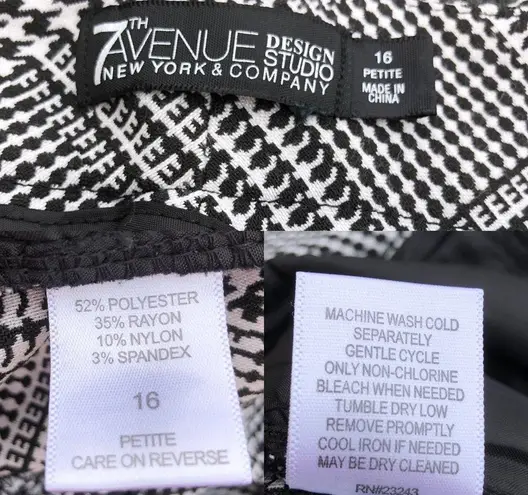 7TH AVENUE DESIGN STUDIO
NEW YORK & COMPANY
16
PETITE
MADE IN
CHINA
52% POLYESTER
35% RAYON
10% NYLON
3% SPANDEX
16
PETITE
CARE ON REVERSE
MACHINE WASH COLD
SEPARATELY
GENTLE CYCLE
ONLY NON-CHLORINE
BLEACH WHEN NEEDED
TUMBLE DRY LOW
REMOVE PROMPTLY
COOL IRON IF NEEDED
MAY BE DRY CLEANED
RN#23243